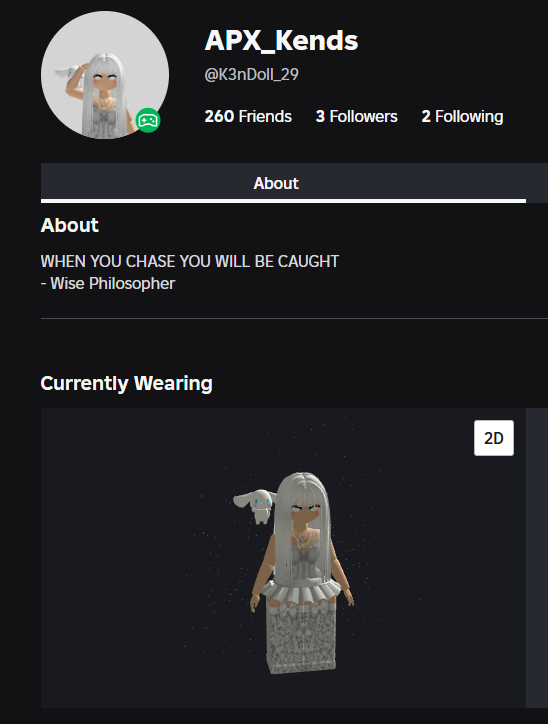 APX_Kends
@K3nDoll_29
260 Friends 3 Followers 2 Following
About
About
WHEN YOU CHASE YOU WILL BE CAUGHT
- Wise Philosopher
Currently Wearing
2D